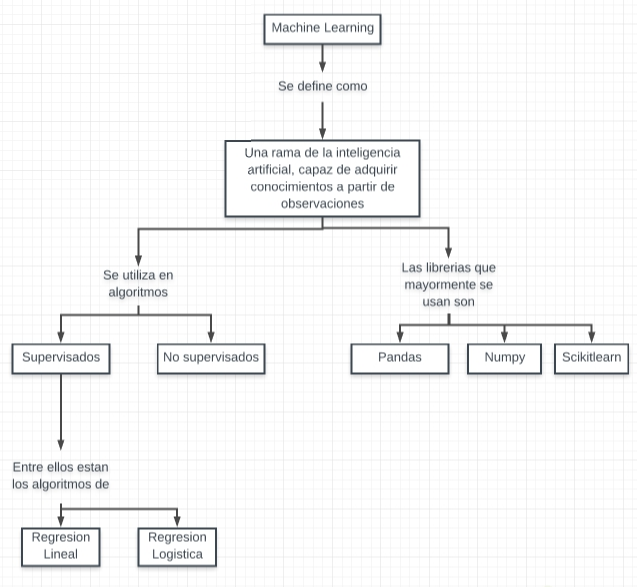 Machine Learning
Se define como
Una rama de la inteligencia
artificial, capaz de adquirir
conocimientos a partir de
observaciones
Se utiliza en
algoritmos
Las librerias que
mayormente se
usan son
Supervisados
No supervisados
Pandas
Numpy
Scikitlearn
Entre ellos estan
los algoritmos de
Regresion
Lineal
Regresion
Logistica